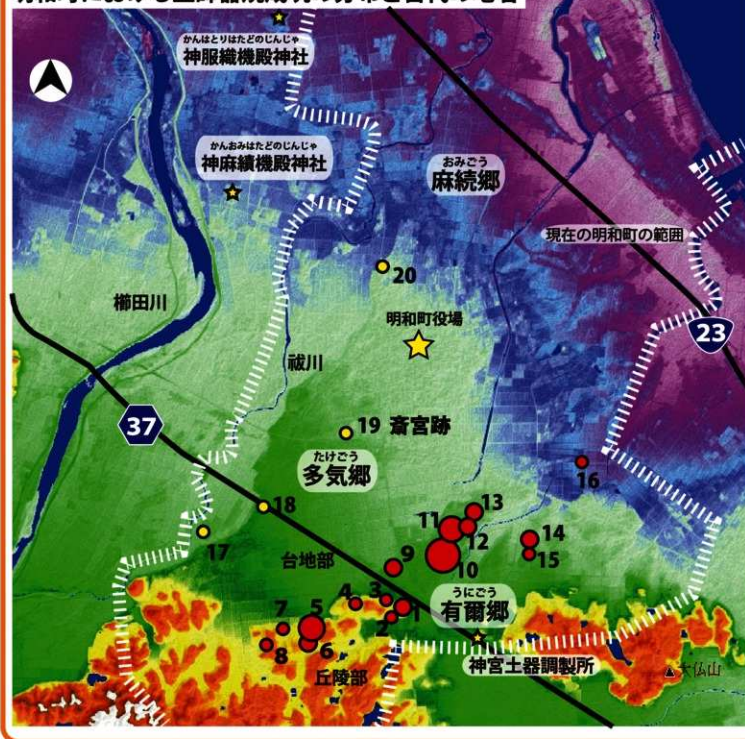 かんはとりはたどのじんじゃ
神服織機殿神社
かんおみはたどのじんじゃ
神麻績機殿神社
おみごう
麻続郷
現在の明和町の範囲
20
櫛田川
明和町役場
祓川
23
37
19 斎宮跡
たけごう
多気郷
16
18
13
11
12
17
14
15
台地部
9
10
うにごう
有爾郷
4
3
1
2
7
5
8
6
神宮土器調製所
丘陵部
▲大仏山